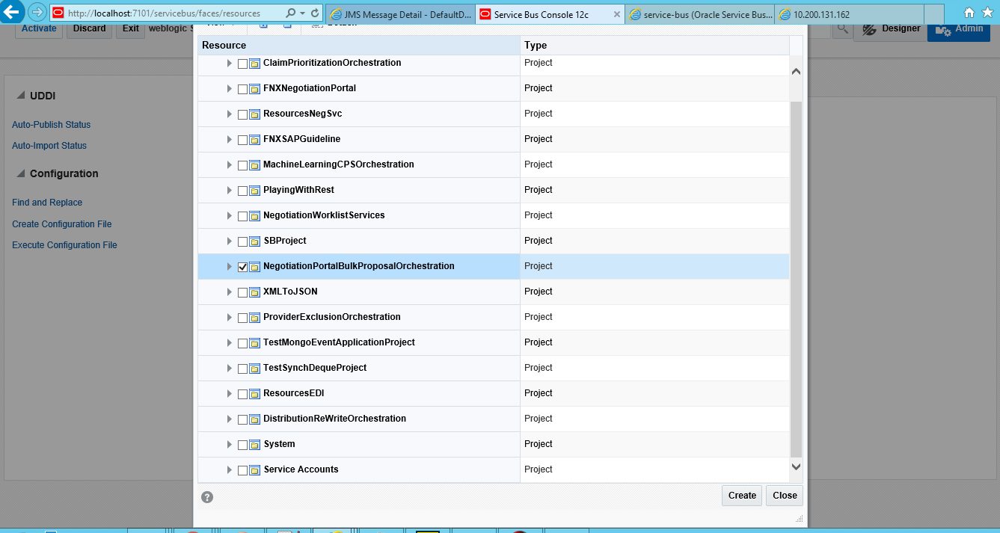 http://localhost:7101/servicebus/faces/resources
JMS Message Detail - DefaultD...
Service Bus Console 12c
service-bus (Oracle Service Bus...
10.200.131.162
Activate
Discard
Exit
weblogic S
Designer
Admin
Resource Type
ClaimPrioritizationOrchestration Project
FNXNegotiationPortal Project
ResourcesNegSvc Project
FNXSAPGuideline Project
MachineLearningCPSOrchestration Project
PlayingWithRest Project
NegotiationWorklistServices Project
SBProject Project
NegotiationPortalBulkProposalOrchestration Project
XMLToJSON Project
ProviderExclusionOrchestration Project
TestMongoEventApplicationProject Project
TestSynchDequeProject Project
ResourcesEDI Project
DistributionReWriteOrchestration Project
System Project
Service Accounts Project
UDDI
Auto-Publish Status
Auto-Import Status
Configuration
Find and Replace
Create Configuration File
Execute Configuration File
?
Create
Close